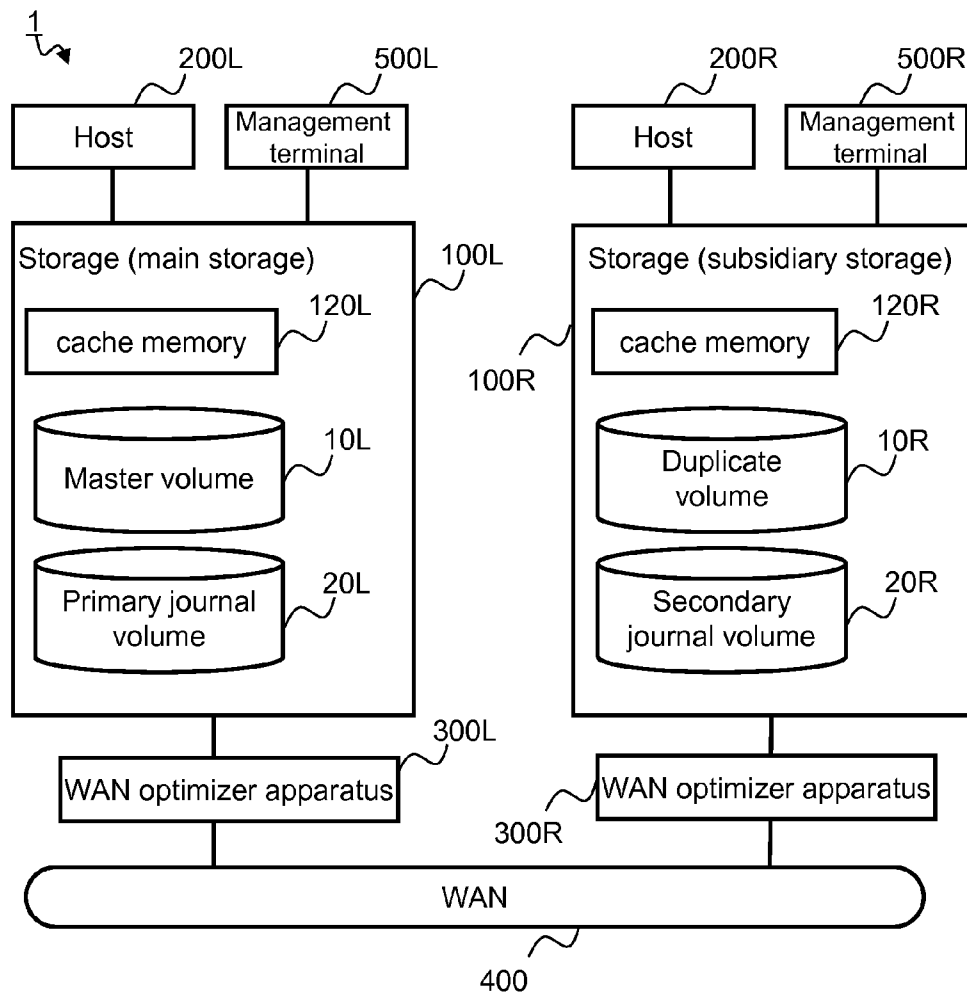 1
200L
500L
200R
500R
Host
Management
terminal
Host
Management
terminal
Storage (main storage)
100L
Storage (subsidiary storage)
120L
cache memory
120R
cache memory
100R
10L
Master volume
10R
Duplicate
volume
20L
Primary journal
volume
20R
Secondary
journal volume
300L
WAN optimizer apparatus
WAN optimizer apparatus
300R
WAN
400